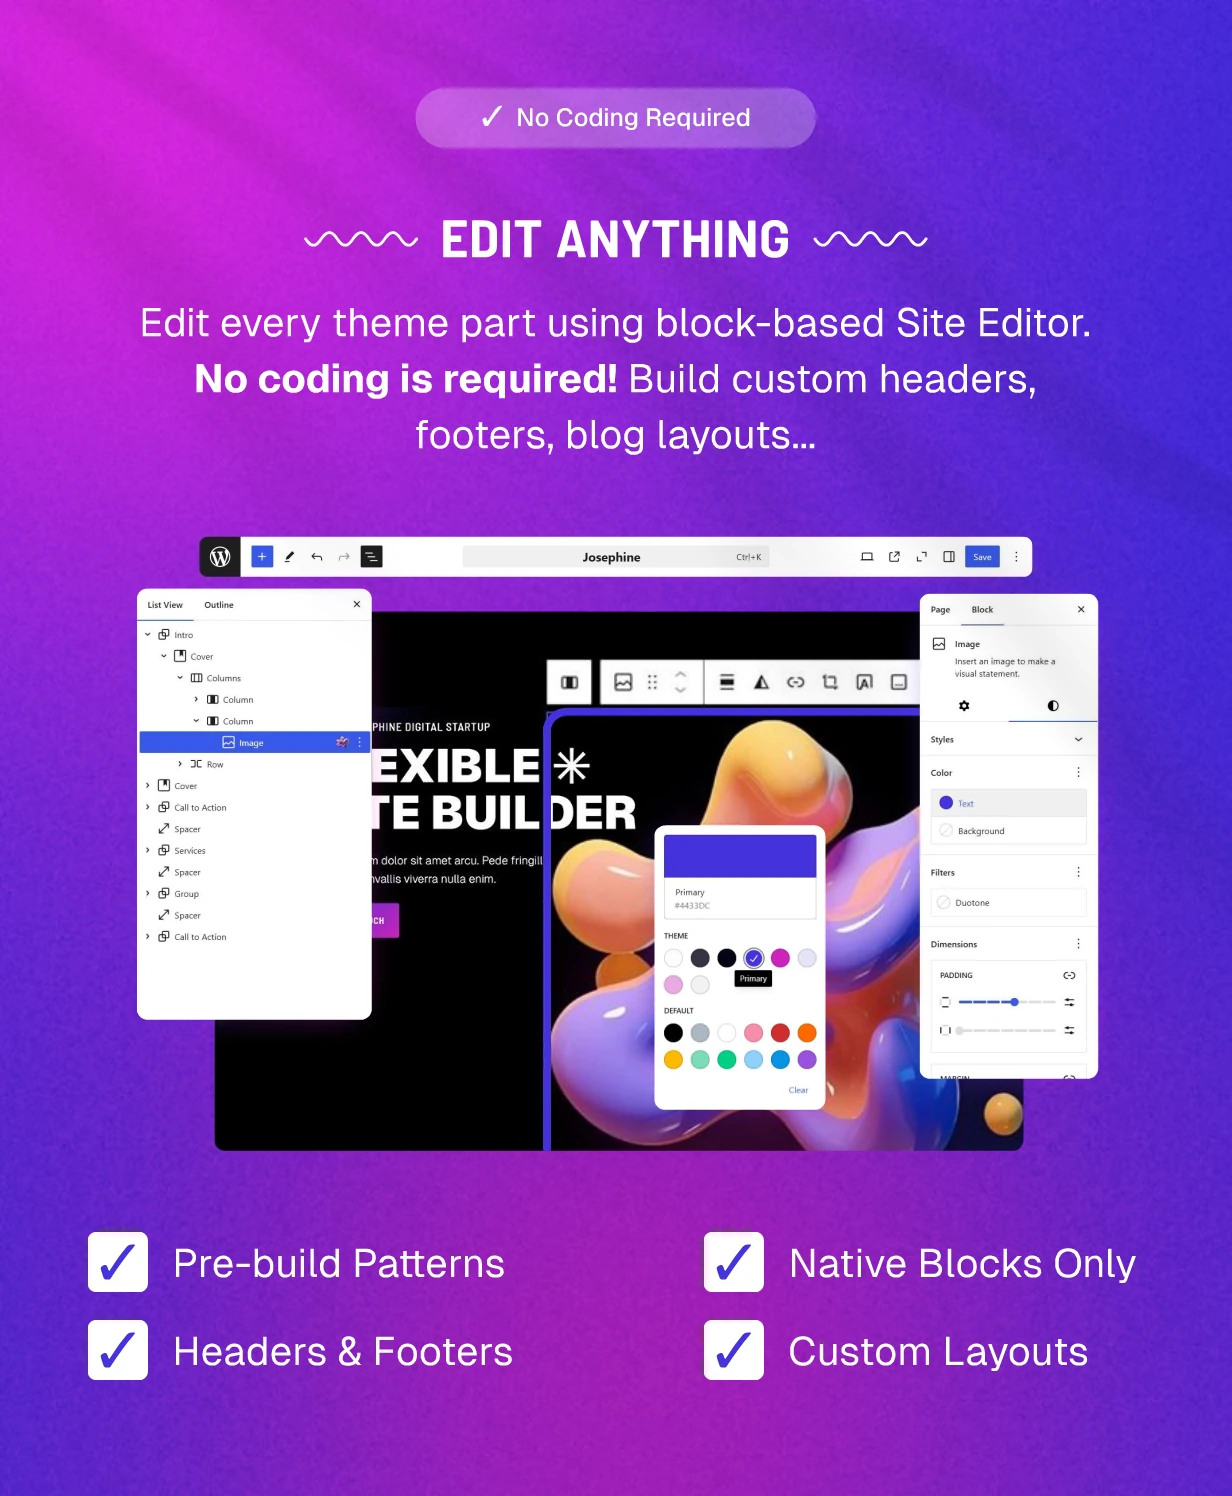 ✓ No Coding Required
EDIT ANYTHING
Edit every theme part using block-based Site Editor.
No coding is required! Build custom headers,
footers, blog layouts...
Josephine
Ctrl+K
Save
List View
Outline
Intro
Cover
Columns
Column
Column
Image
Row
Cover
Call to Action
Spacer
Services
Spacer
Group
Spacer
Call to Action
PHINE DIGITAL STARTUP
EXIBLE
TE BUILDER
m dolor sit amet arcu. Pede fringill
nvallis viverra nulla enim.
UCH
Primary
#4433DC
THEME
Primary
DEFAULT
Clear
Page
Block
Image
Insert an image to make a
visual statement.
Styles
Color
Text
Background
Filters
Duotone
Dimensions
PADDING
MARGIN
✓ Pre-build Patterns
✓ Native Blocks Only
✓ Headers & Footers
✓ Custom Layouts